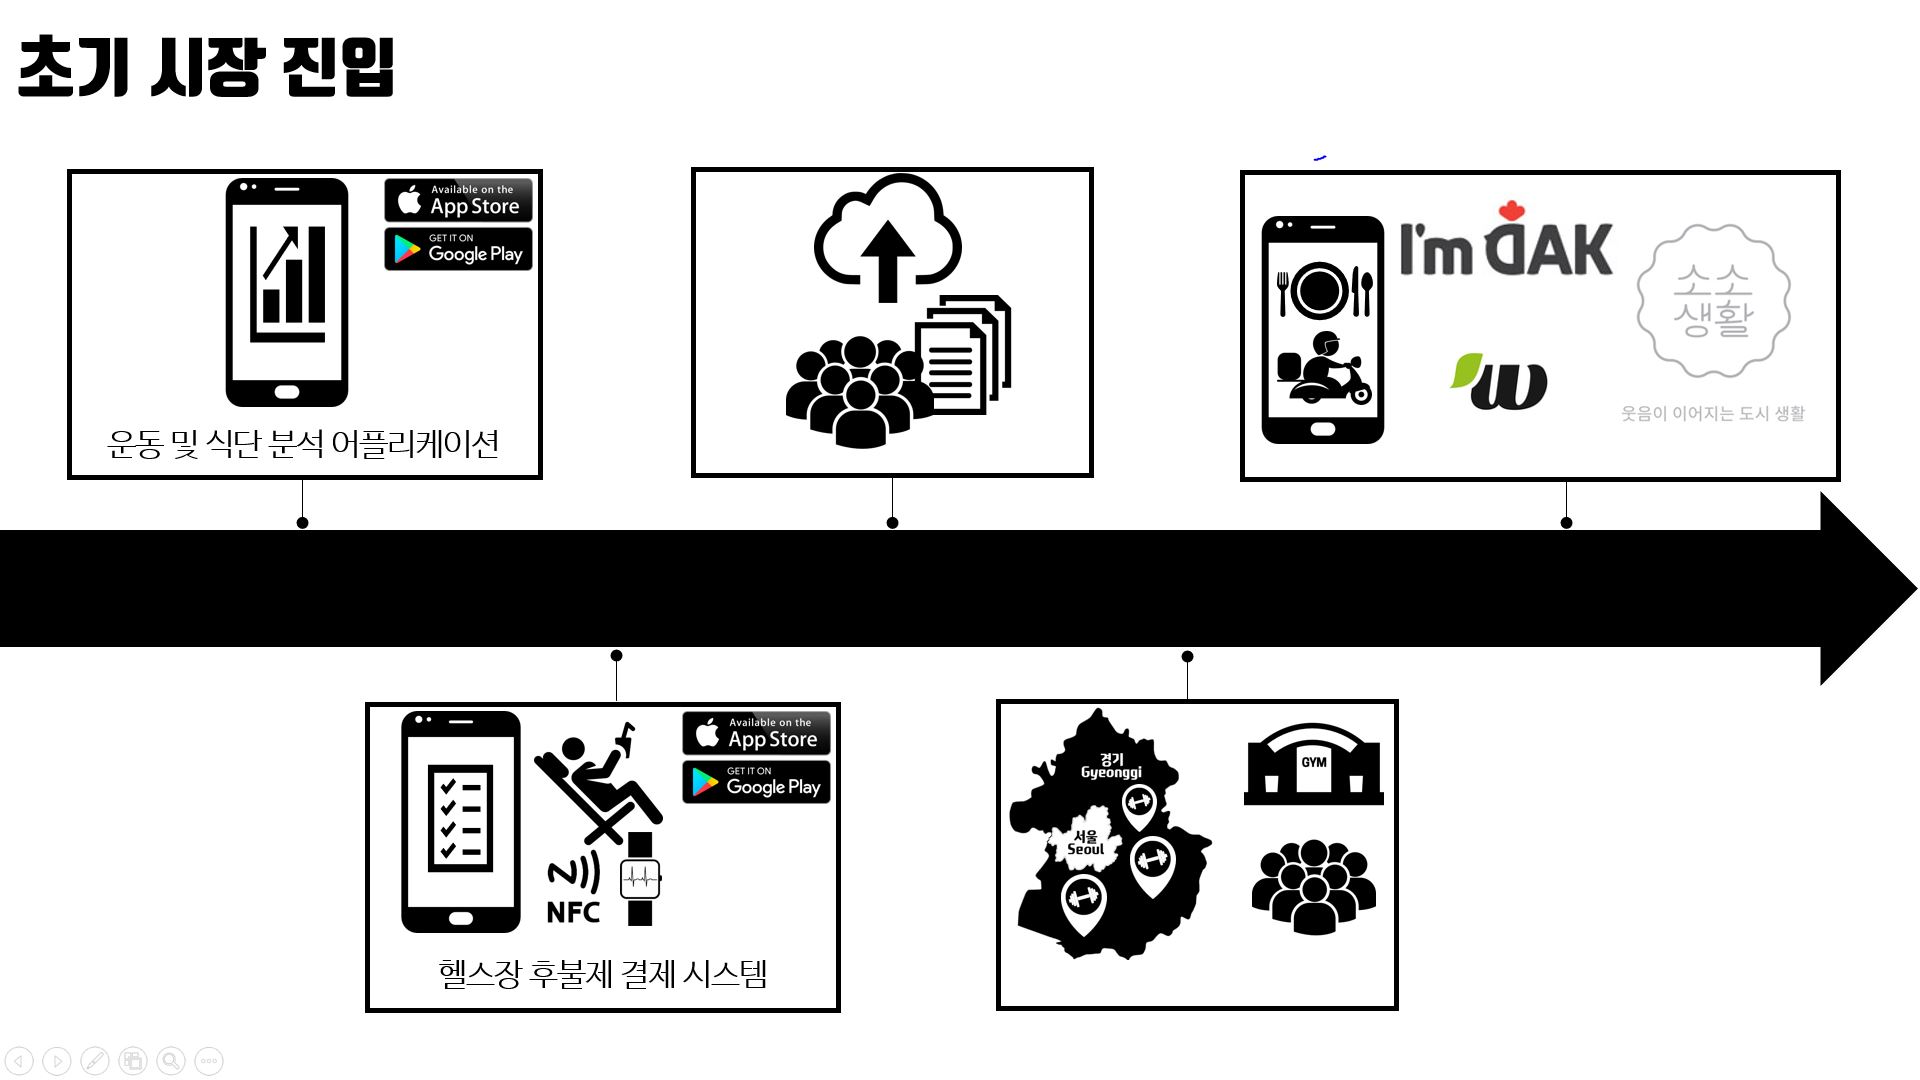 초기 시장 진입
Available on the
App Store
GET IT ON
Google Play
운동 및 식단 분석 어플리케이션
I'm DAK
소소
생활
w
웃음이 이어지는 도시 생활
Available on the
App Store
GET IT ON
Google Play
NFC
헬스장 후불제 결제 시스템
경기
Gyeonggi
서울
Seoul
GYM